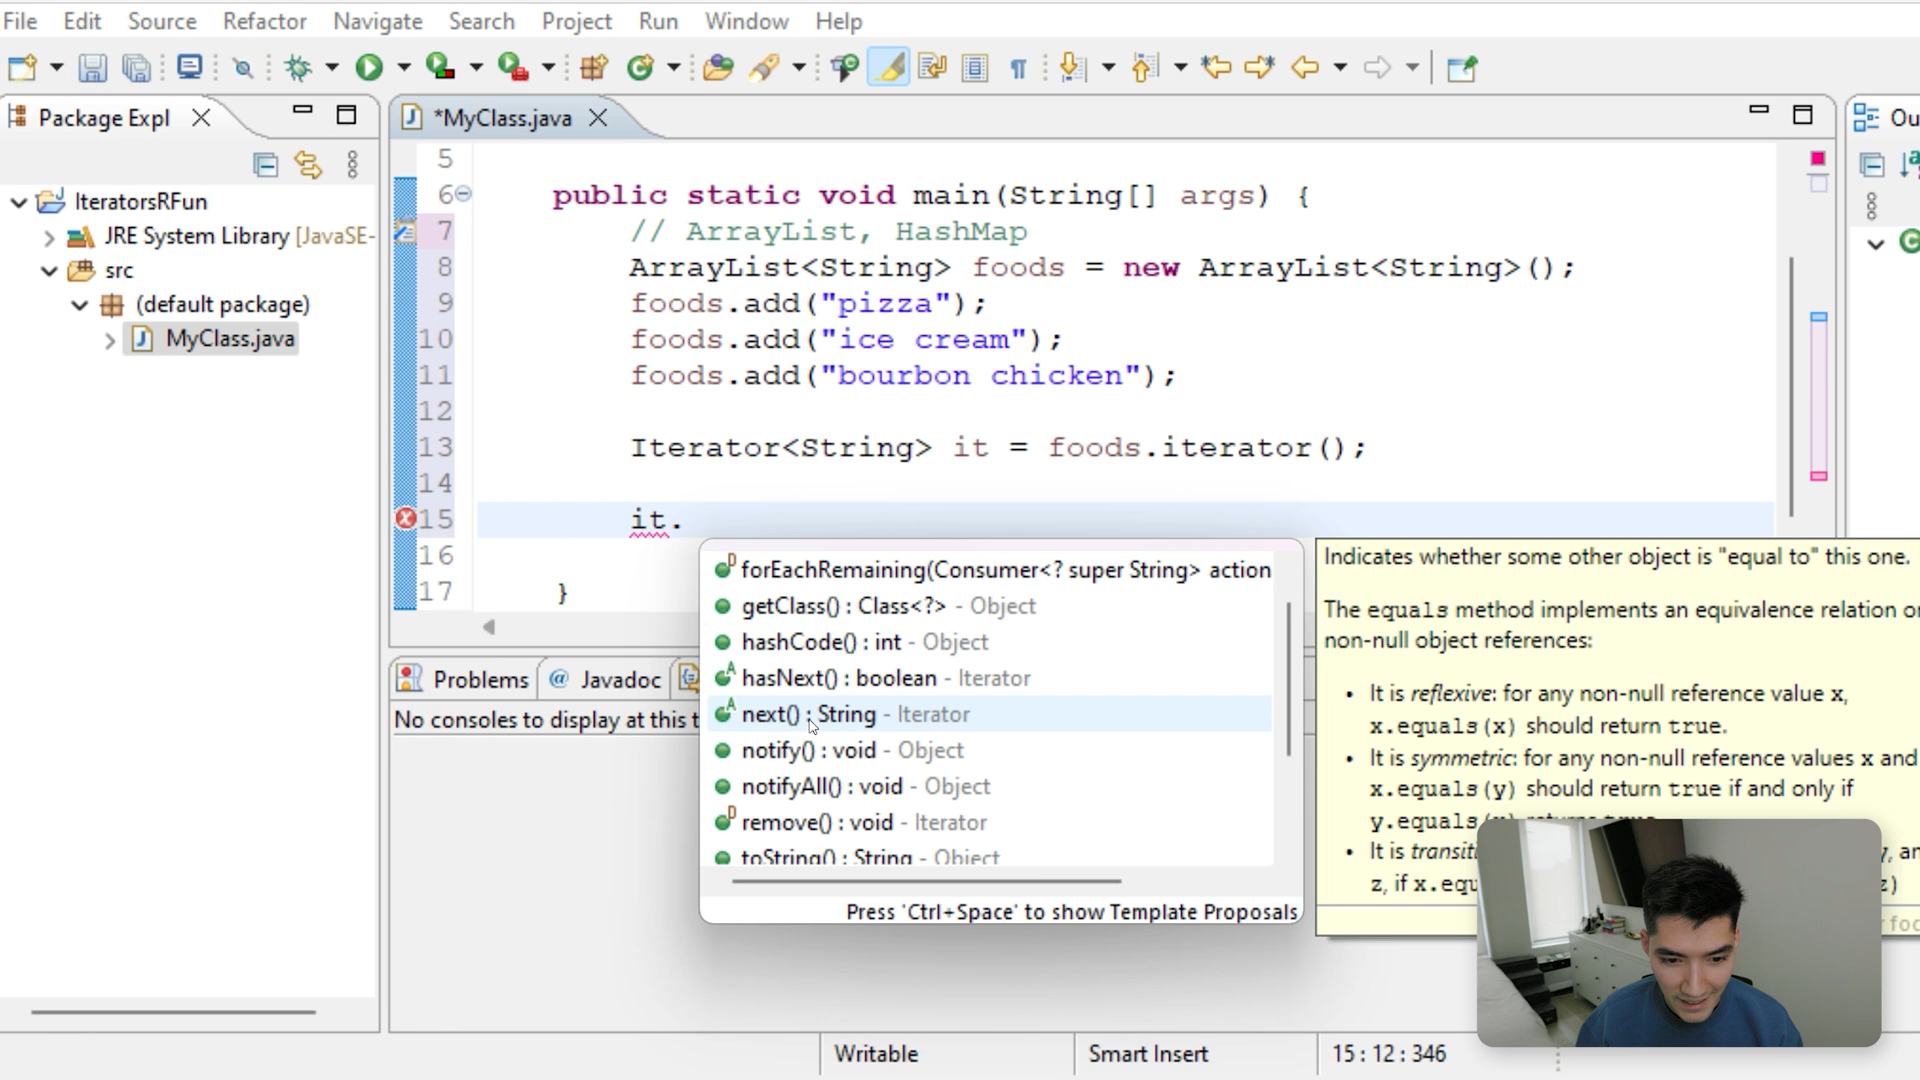 File Edit Source Refactor Navigate Search Project Run Window Help
Package Expl
*MyClass.java
Ou
IteratorsRFun
JRE System Library [JavaSE-
src
(default package)
MyClass.java
5
6 public static void main(String[] args) {
7 // ArrayList, HashMap
8 ArrayList<String> foods = new ArrayList<String>();
9 foods.add("pizza");
10 foods.add("ice cream");
11 foods.add("bourbon chicken");
12
13 Iterator<String> it = foods.iterator();
14
15 it.
16
17 }
forEachRemaining(Consumer<? super String> action
getClass() : Class<?> - Object
hashCode() : int - Object
hasNext() : boolean - Iterator
next() : String - Iterator
notify() : void - Object
notifyAll() : void - Object
remove() : void - Iterator
toString() : String - Object
Press 'Ctrl+Space' to show Template Proposals
Indicates whether some other object is "equal to" this one.
The equals method implements an equivalence relation on
non-null object references:
• It is reflexive: for any non-null reference value x,
x.equals(x) should return true.
• It is symmetric: for any non-null reference values x and
x.equals(y) should return true if and only if
y.equals(x) returns true.
• It is transiti
z, if x.equ
Problems @ Javadoc
No consoles to display at this t
Writable Smart Insert 15 : 12 : 346